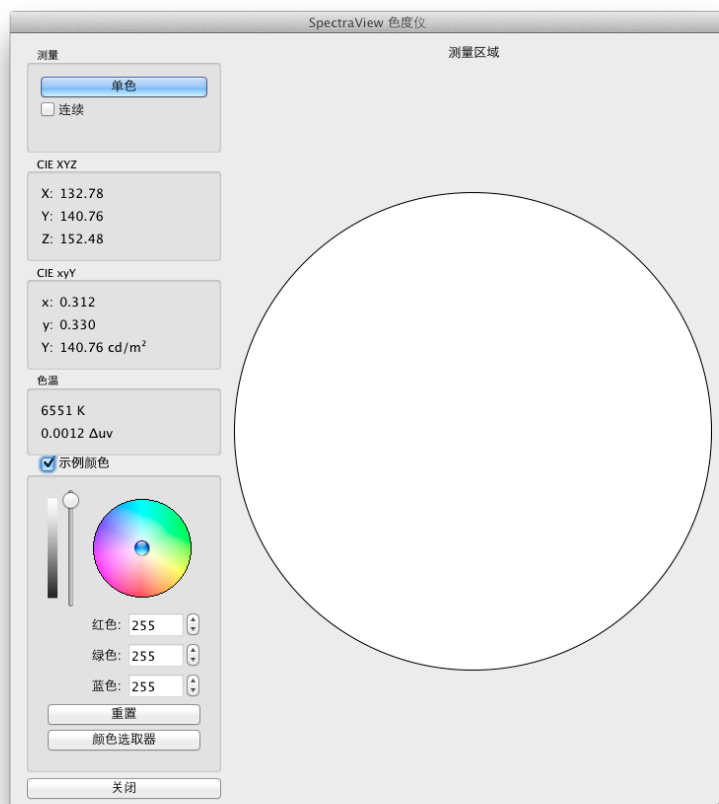 SpectraView 色度仪
测量
单色
连续
CIE XYZ
X: 132.78
Y: 140.76
Z: 152.48
CIE xyY
x: 0.312
y: 0.330
Y: 140.76 cd/m²
色温
6551 K
0.0012 Δuv
示例颜色
红色: 255
绿色: 255
蓝色: 255
重置
颜色选取器
关闭
测量区域